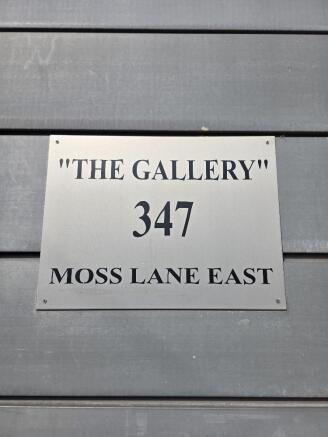 "THE GALLERY"
347
MOSS LANE EAST